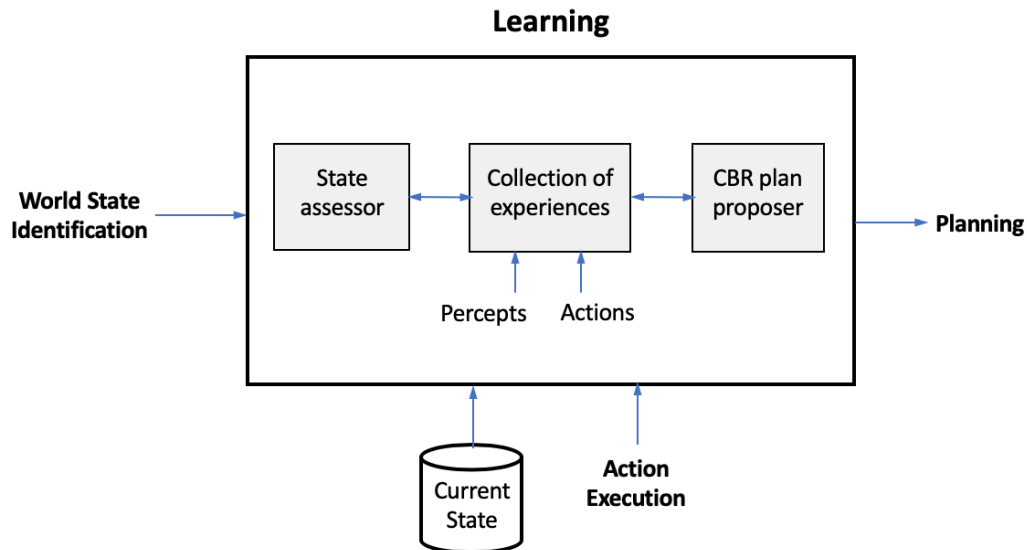 Learning
World State
Identification
State
assessor
Collection of
experiences
CBR plan
proposer
Planning
Percepts
Actions
Current
State
Action
Execution